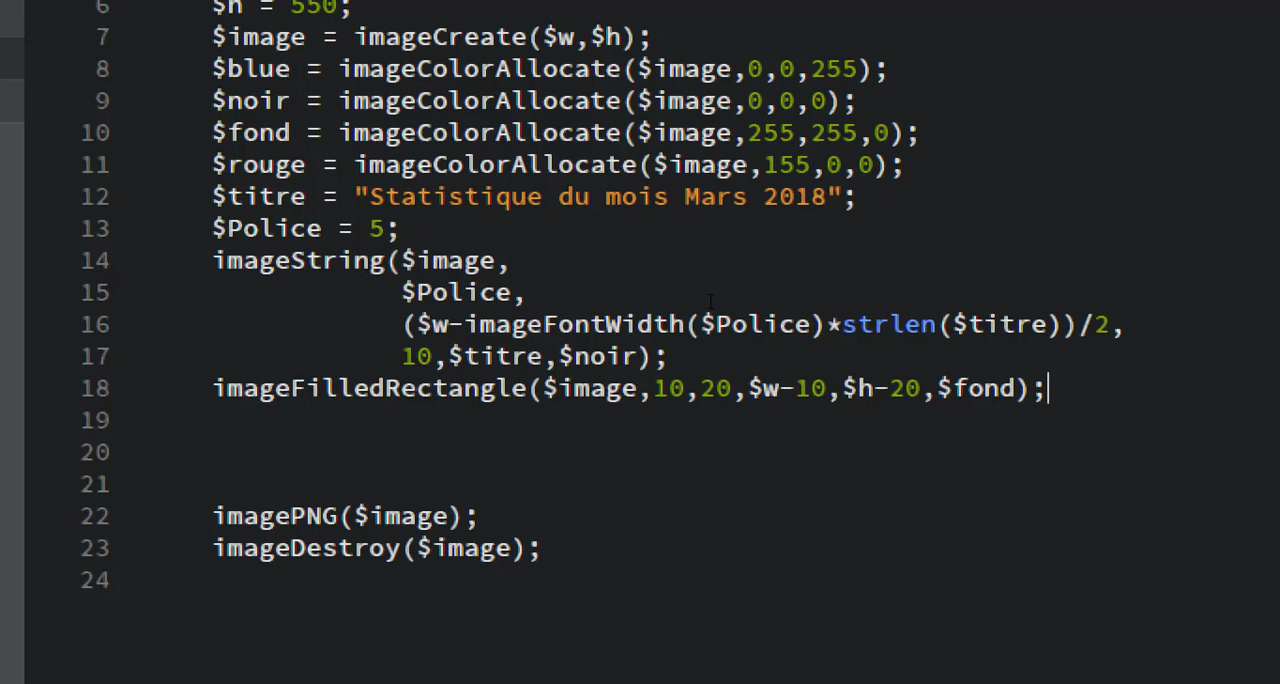 6 $h = 550;
7 $image = imageCreate($w,$h);
8 $blue = imageColorAllocate($image,0,0,255);
9 $noir = imageColorAllocate($image,0,0,0);
10 $fond = imageColorAllocate($image,255,255,0);
11 $rouge = imageColorAllocate($image,155,0,0);
12 $titre = "Statistique du mois Mars 2018";
13 $Police = 5;
14 imageString($image,
15 $Police,
16 ($w-imageFontWidth($Police)*strlen($titre))/2,
17 10,$titre,$noir);
18 imageFilledRectangle($image,10,20,$w-10,$h-20,$fond);
19
20
21
22 imagePNG($image);
23 imageDestroy($image);
24